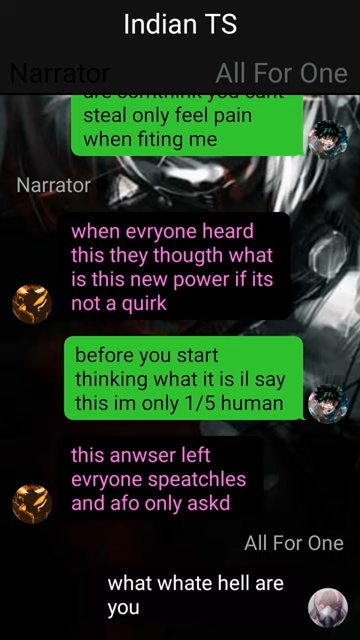 Indian TS
Narrator
All For One
steal only feel pain
when fiting me
Narrator
when evryone heard
this they thougth what
is this new power if its
not a quirk
before you start
thinking what it is il say
this im only 1/5 human
this anwser left
evryone speatchles
and afo only askd
All For One
what whate hell are
you